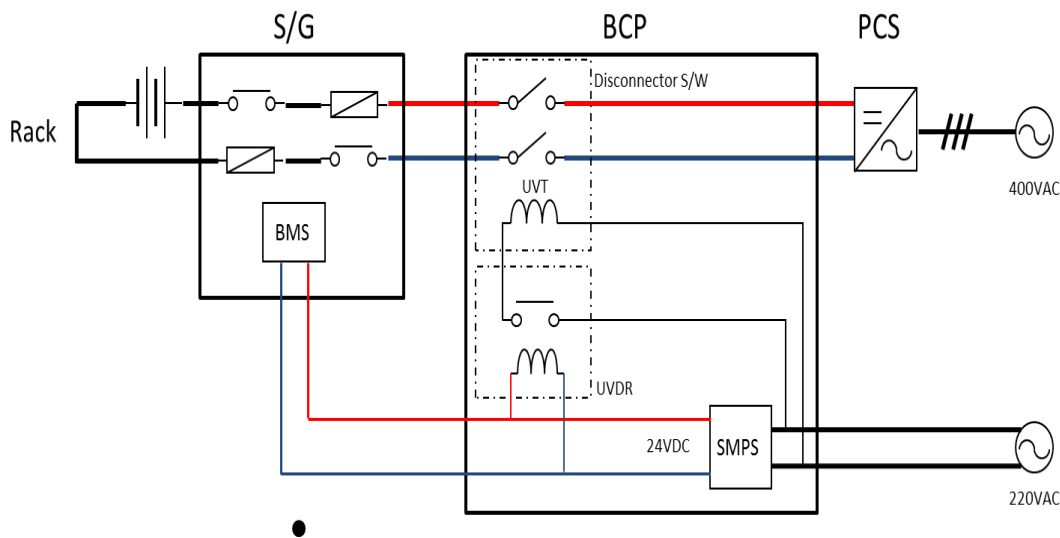 S/G
BCP
PCS
Disconnector S/W
Rack
UVT
400VAC
BMS
UVDR
24VDC
SMPS
220VAC